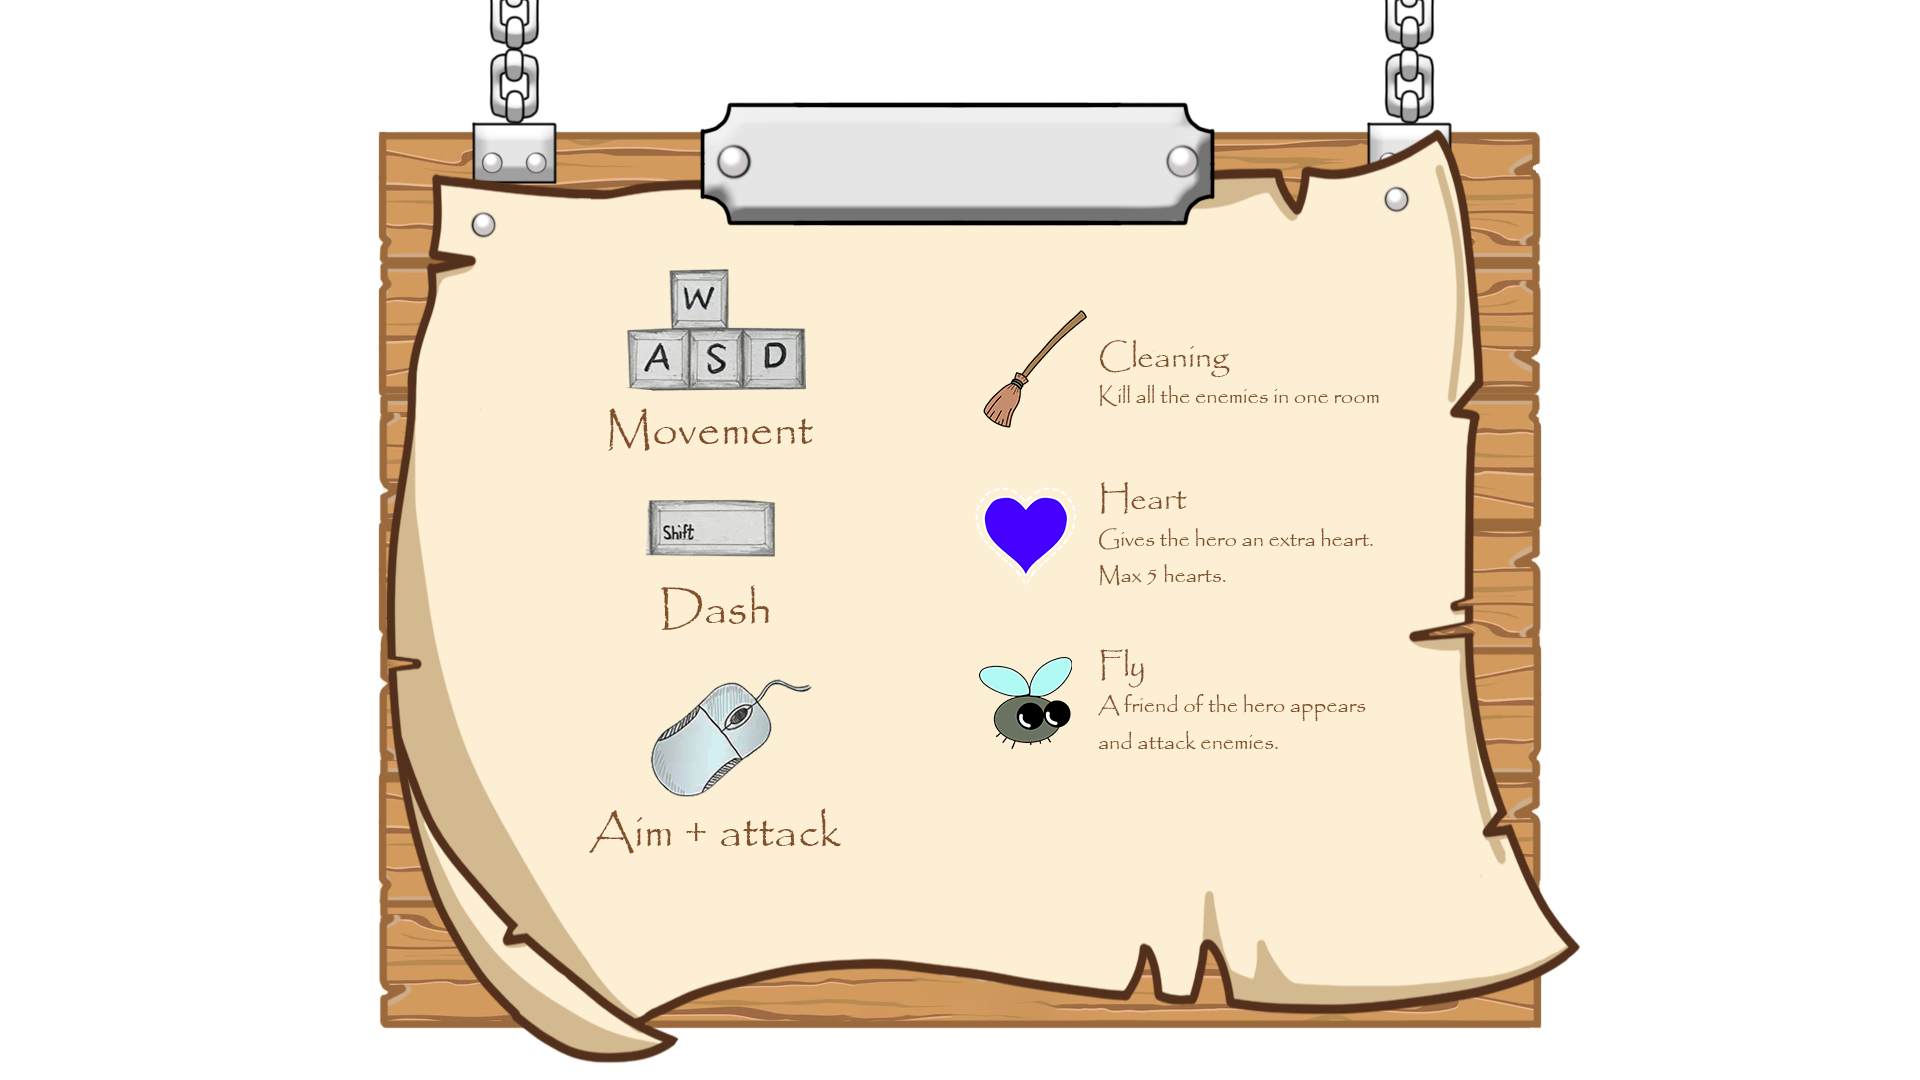 W
A S D
Movement
Shift
Dash
Aim + attack
Cleaning
Kill all the enemies in one room
Heart
Gives the hero an extra heart.
Max 5 hearts.
Fly
A friend of the hero appears
and attack enemies.